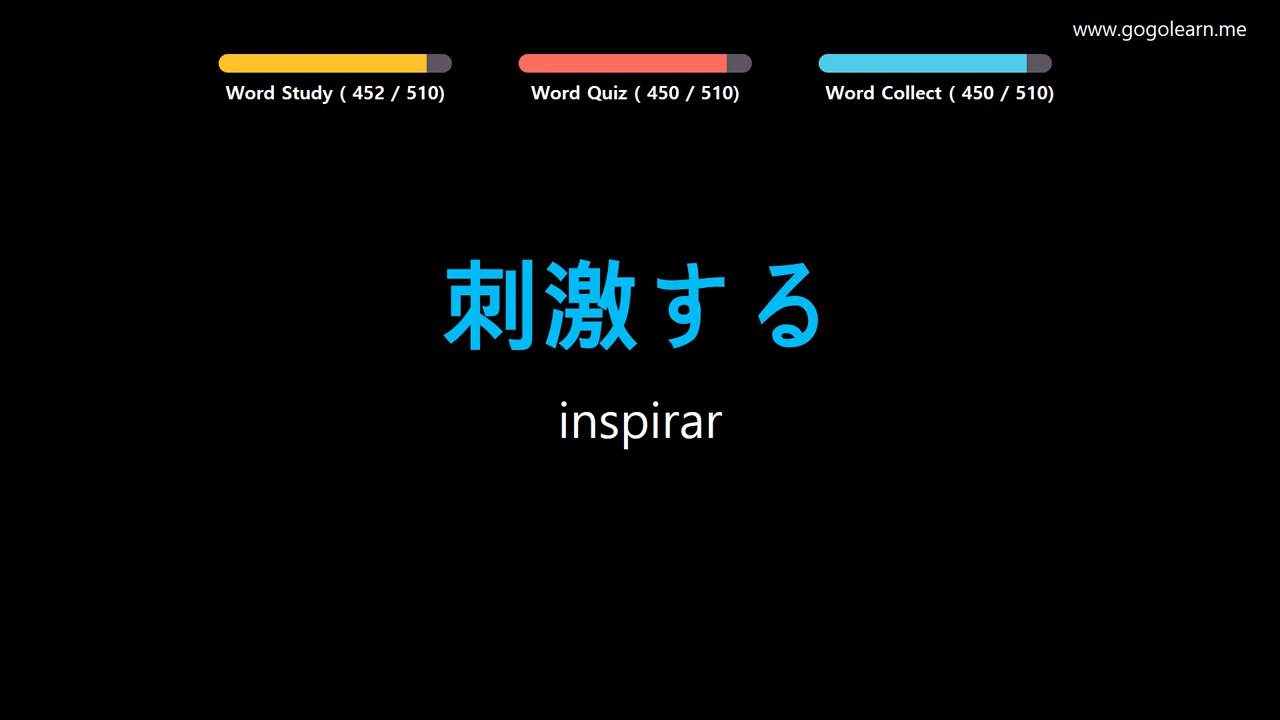 www.gogolearn.me
Word Study ( 452 / 510)
Word Quiz ( 450 / 510)
Word Collect ( 450 / 510)
刺激する
inspirar